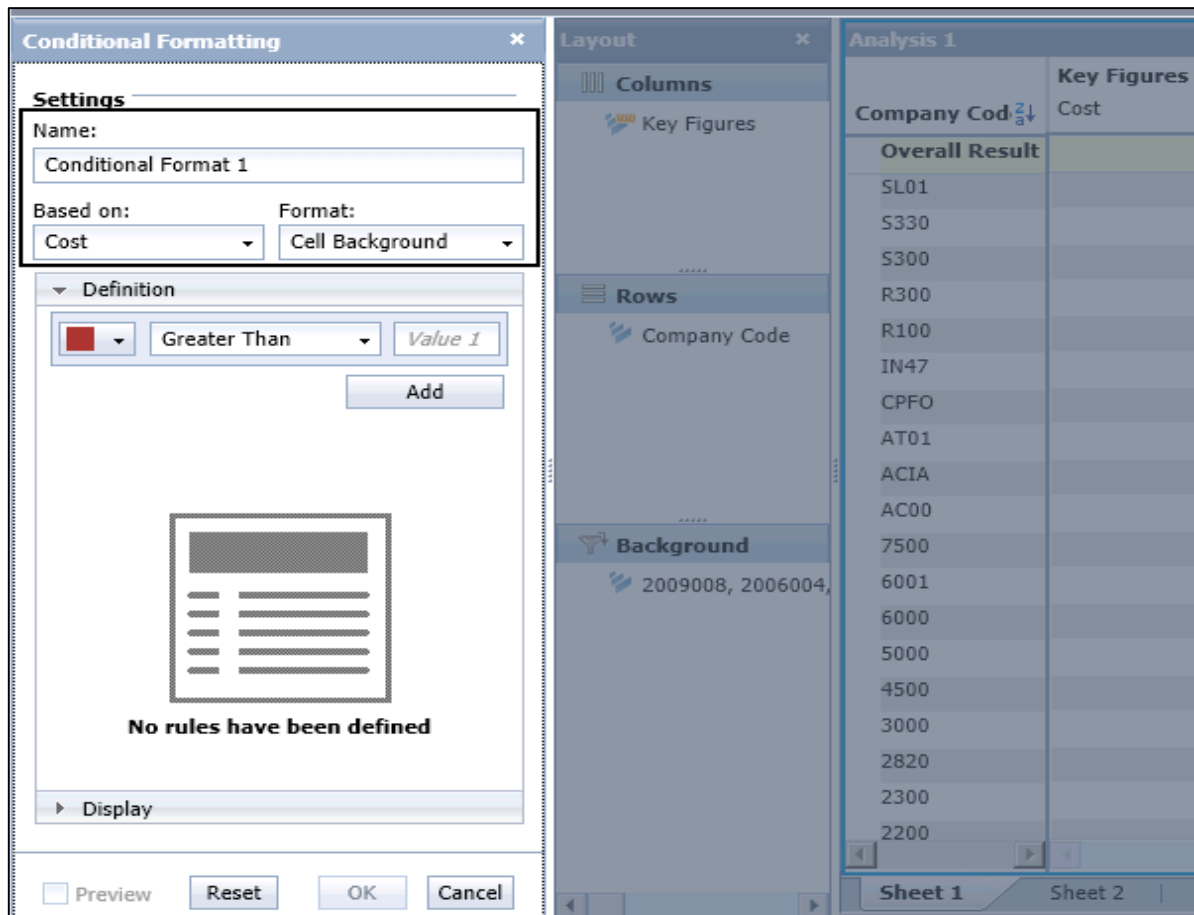 Conditional Formatting
Settings
Name:
Conditional Format 1
Based on:
Format:
Cost
Cell Background
Definition
Greater Than
Value 1
Add
No rules have been defined
Display
Preview
Reset
OK
Cancel
Layout
Columns
Key Figures
Rows
Company Code
Background
2009008, 2006004,
Analysis 1
Key Figures
Company Cod
Cost
Overall Result
SL01
S330
S300
R300
R100
IN47
CPFO
AT01
ACIA
AC00
7500
6001
6000
5000
4500
3000
2820
2300
2200
Sheet 1
Sheet 2